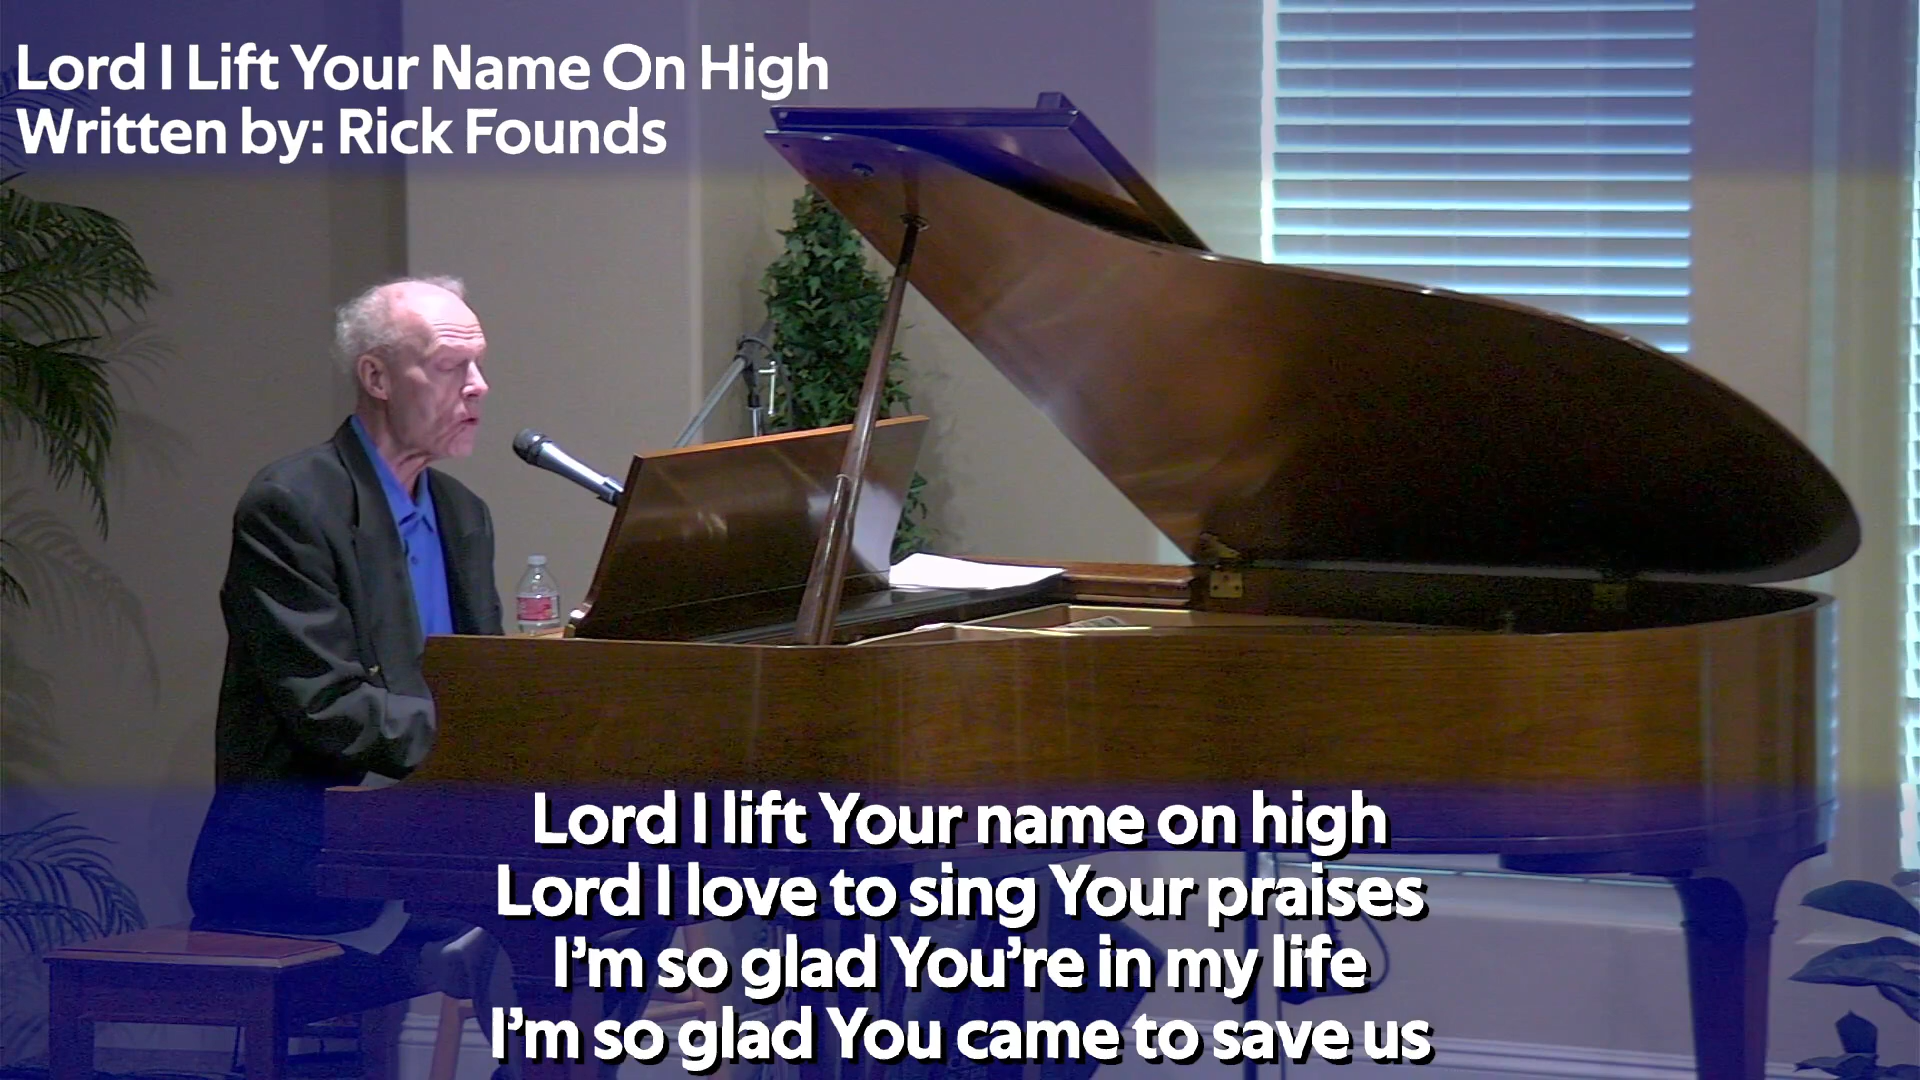 Lord I Lift Your Name On High
Written by: Rick Founds
Lord I lift Your name on high
Lord I love to sing Your praises
I'm so glad You're in my life
I'm so glad You came to save us